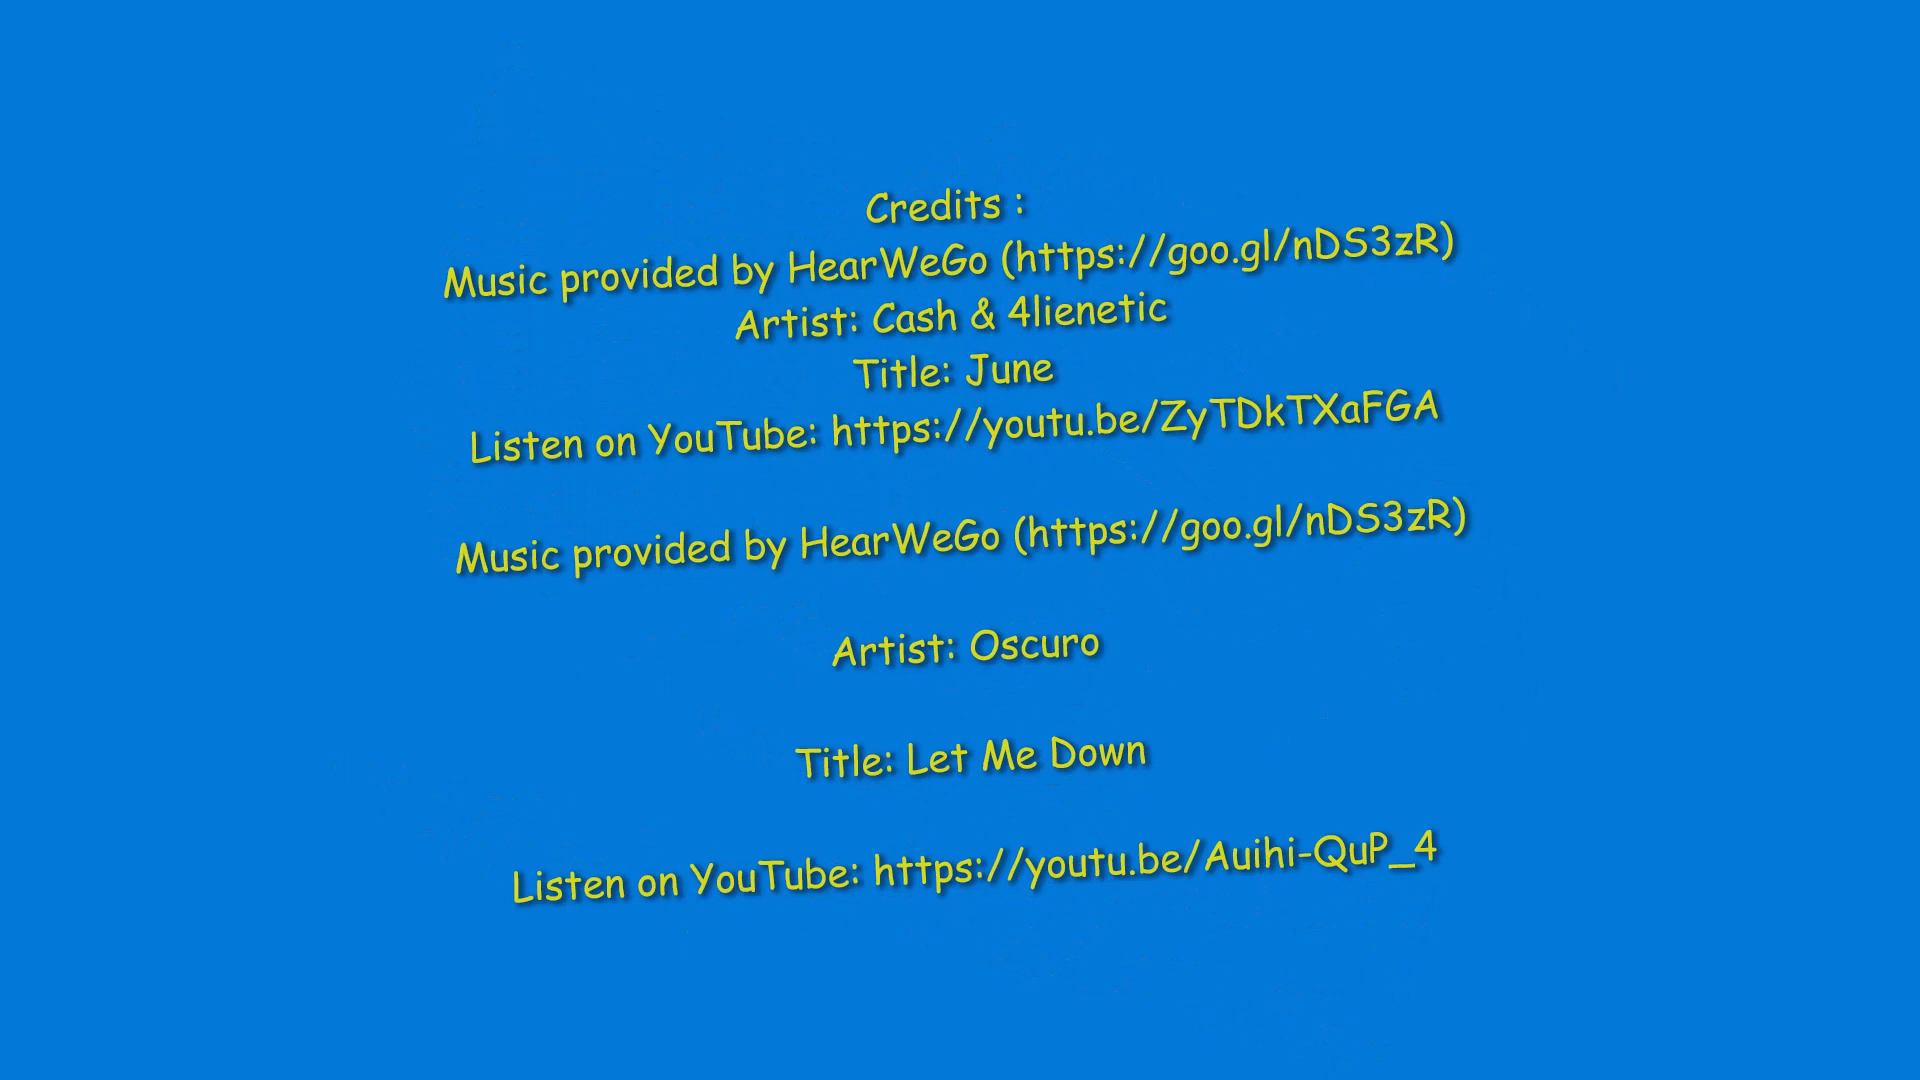 Credits :
Music provided by HearWeGo (https://goo.gl/nDS3zR)
Artist: Cash & 4lienetic
Title: June
Listen on YouTube: https://youtu.be/ZyTDkTXaFGA
Music provided by HearWeGo (https://goo.gl/nDS3zR)
Artist: Oscuro
Title: Let Me Down
Listen on YouTube: https://youtu.be/Auihi-QuP_4